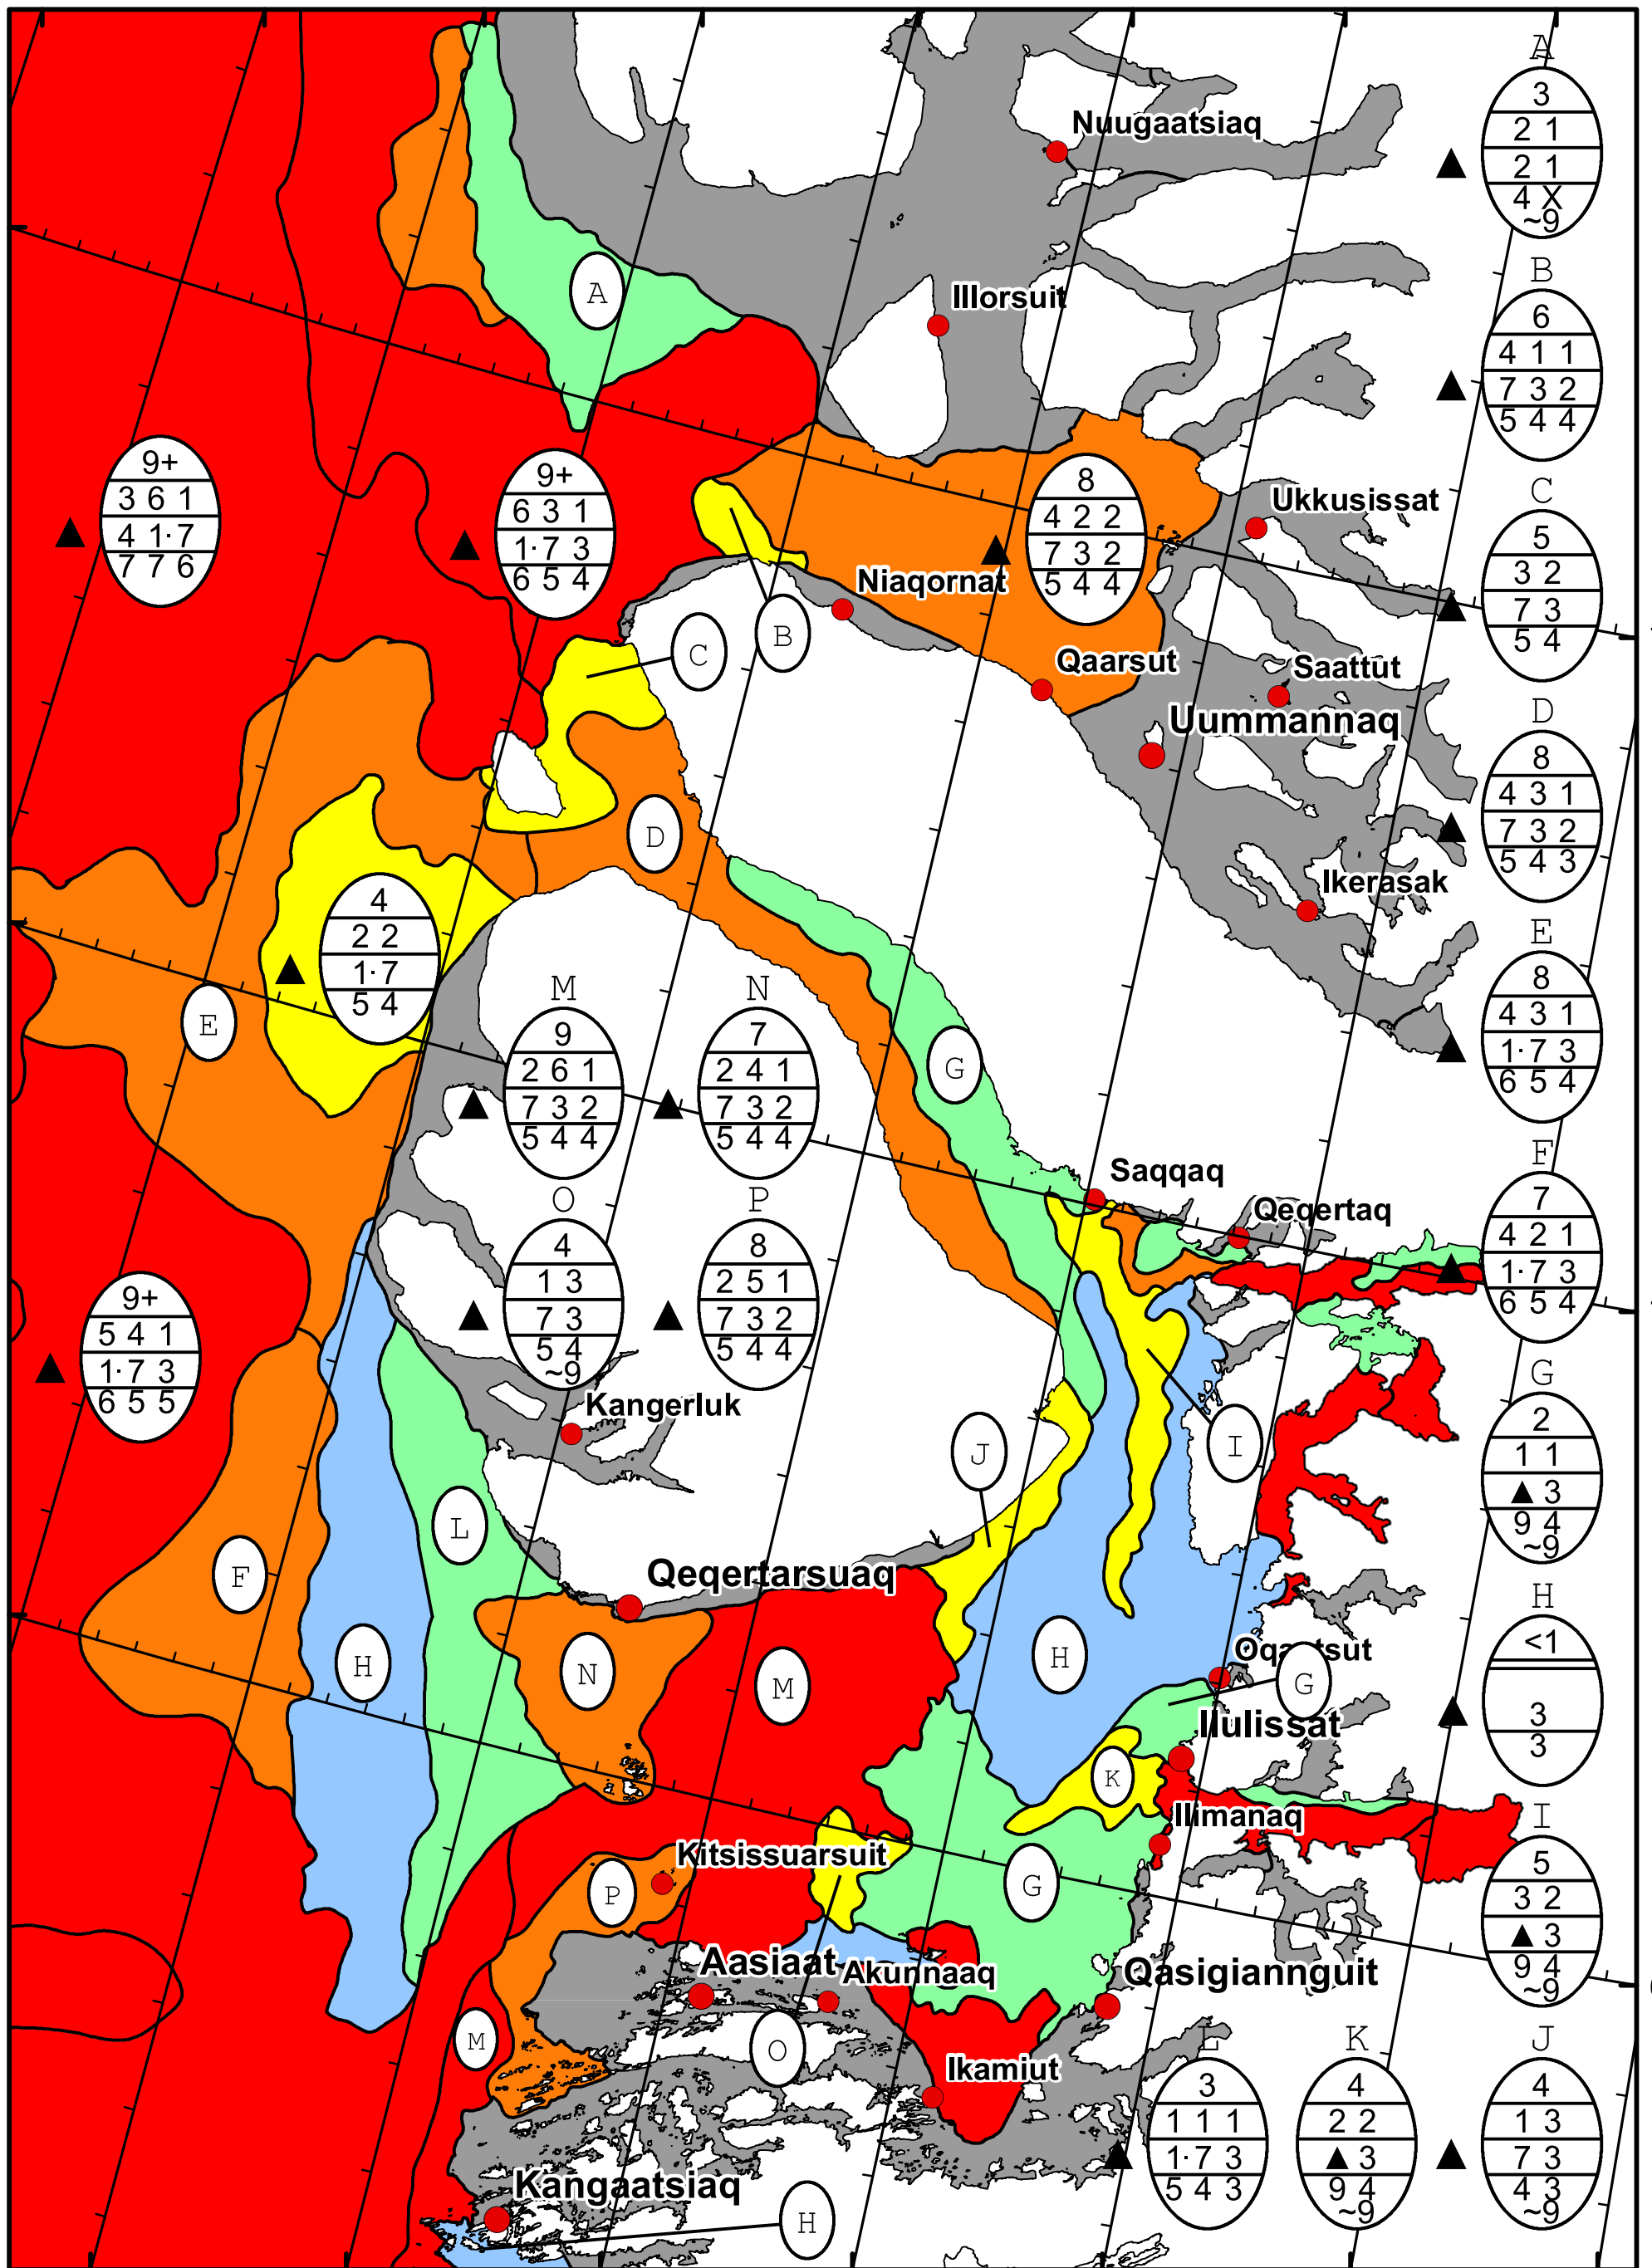 A
3
2 1
2 1
4 X
~9
Nuugaatsiaq
B
6
4 1 1
7 3 2
5 4 4
A
Illorsuit
9+
3 6 1
4 1· 7
7 7 6
9+
6 3 1
1· 7 3
6 5 4
8
4 2 2
7 3 2
5 4 4
Ukkusissat
C
5
3 2
7 3
5 4
Niaqornat
B
C
Qaarsut
Saattut
Uummannaq
D
8
4 3 1
7 3 2
5 4 3
D
Ikerasak
4
2 2
1· 7
5 4
E
E
8
4 3 1
1· 7 3
6 5 4
M
9
2 6 1
7 3 2
5 4 4
N
7
2 4 1
7 3 2
5 4 4
G
Saqqaq
Qeqertaq
F
7
4 2 1
1· 7 3
6 5 4
O
4
1 3
7 3
5 4
~9
P
8
2 5 1
7 3 2
5 4 4
9+
5 4 1
1· 7 3
6 5 5
Kangerluk
G
2
1 1
▲ 3
9 4
~9
J
I
L
F
Qeqertarsuaq
H
<1
3
3
H
N
M
H
Oqaatsut
G
Ilulissat
K
Ilimanaq
I
5
3 2
▲ 3
9 4
~9
Kitsissuarsuit
P
G
Aasiaat
Akunnaaq
Qasigiannguit
M
O
Ikamiut
L
3
1 1 1
1· 7 3
5 4 3
K
4
2 2
▲ 3
9 4
~9
J
4
1 3
7 3
4 3
~9
Kangaatsiaq
H